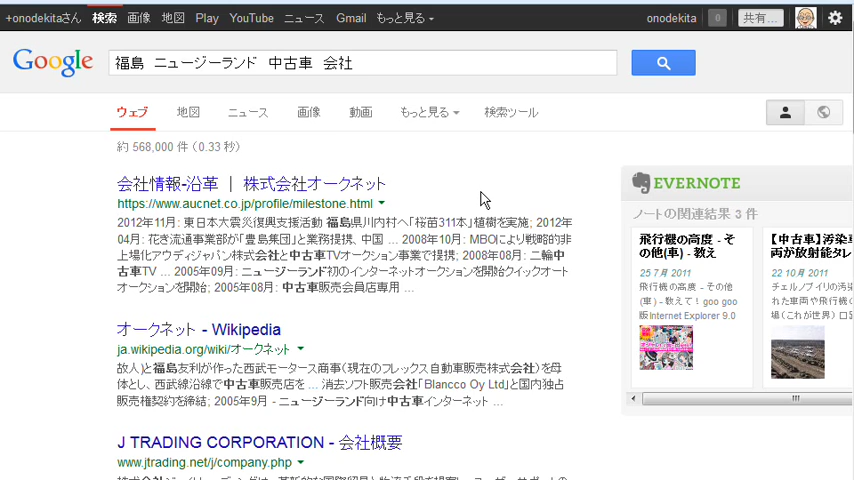 +onodekitaさん 検索 画像 地図 Play YouTube ニュース Gmail もっと見る onodekita 0 共有...
Google 福島 ニュージーランド 中古車 会社
ウェブ 地図 ニュース 画像 動画 もっと見る 検索ツール
約 568,000 件 (0.33 秒)
会社情報-沿革 | 株式会社オークネット
https://www.aucnet.co.jp/profile/milestone.html
2012年11月: 東日本大震災復興支援活動 福島県川内村へ「桜苗311本」植樹を実施; 2012年
04月: 花き流通事業部が「豊島集団」と業務提携、中国 ... 2008年10月: MBOにより戦略的非
上場化アウディジャパン株式会社と中古車TVオークション事業で提携; 2008年08月: 二輪中
古車TV ... 2005年09月: ニュージーランド初のインターネットオークションを開始クイックオート
オークションを開始; 2005年08月: 中古車販売会員店専用 ...
オークネット - Wikipedia
ja.wikipedia.org/wiki/オークネット
故人)と福島友利が作った西武モータース商事(現在のフレックス自動車販売株式会社)を母
体とし、西武線沿線で中古車販売店を ... 消去ソフト販売会社「Blancco Oy Ltd」と国内独占
販売権契約を締結; 2005年9月 - ニュージーランド向け中古車インターネット ...
J TRADING CORPORATION - 会社概要
www.jtrading.net/j/company.php
EVERNOTE
ノートの関連結果 3 件
飛行機の高度 - そ
の他(車) - 教え
25 7月 2011
飛行機の高度 - その他
(車) - 教えて! goo goo
版Internet Explorer 9.0
【中古車】汚染車
両が放射能タレ
22 10月 2011
チェルノブイリの汚染
れた車両や飛行機
場(これが世界) 口